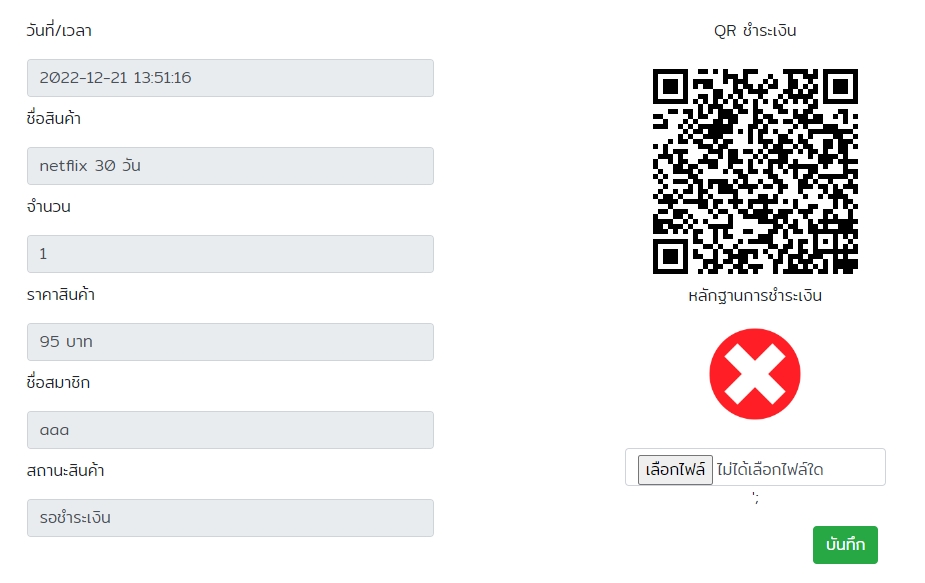 วันที่/เวลา
2022-12-21 13:51:16
ชื่อสินค้า
netflix 30 วัน
จำนวน
1
ราคาสินค้า
95 บาท
ชื่อสมาชิก
aaa
สถานะสินค้า
รอชำระเงิน
QR ชำระเงิน
หลักฐานการชำระเงิน
เลือกไฟล์ ไม่ได้เลือกไฟล์ใด
';
บันทึก